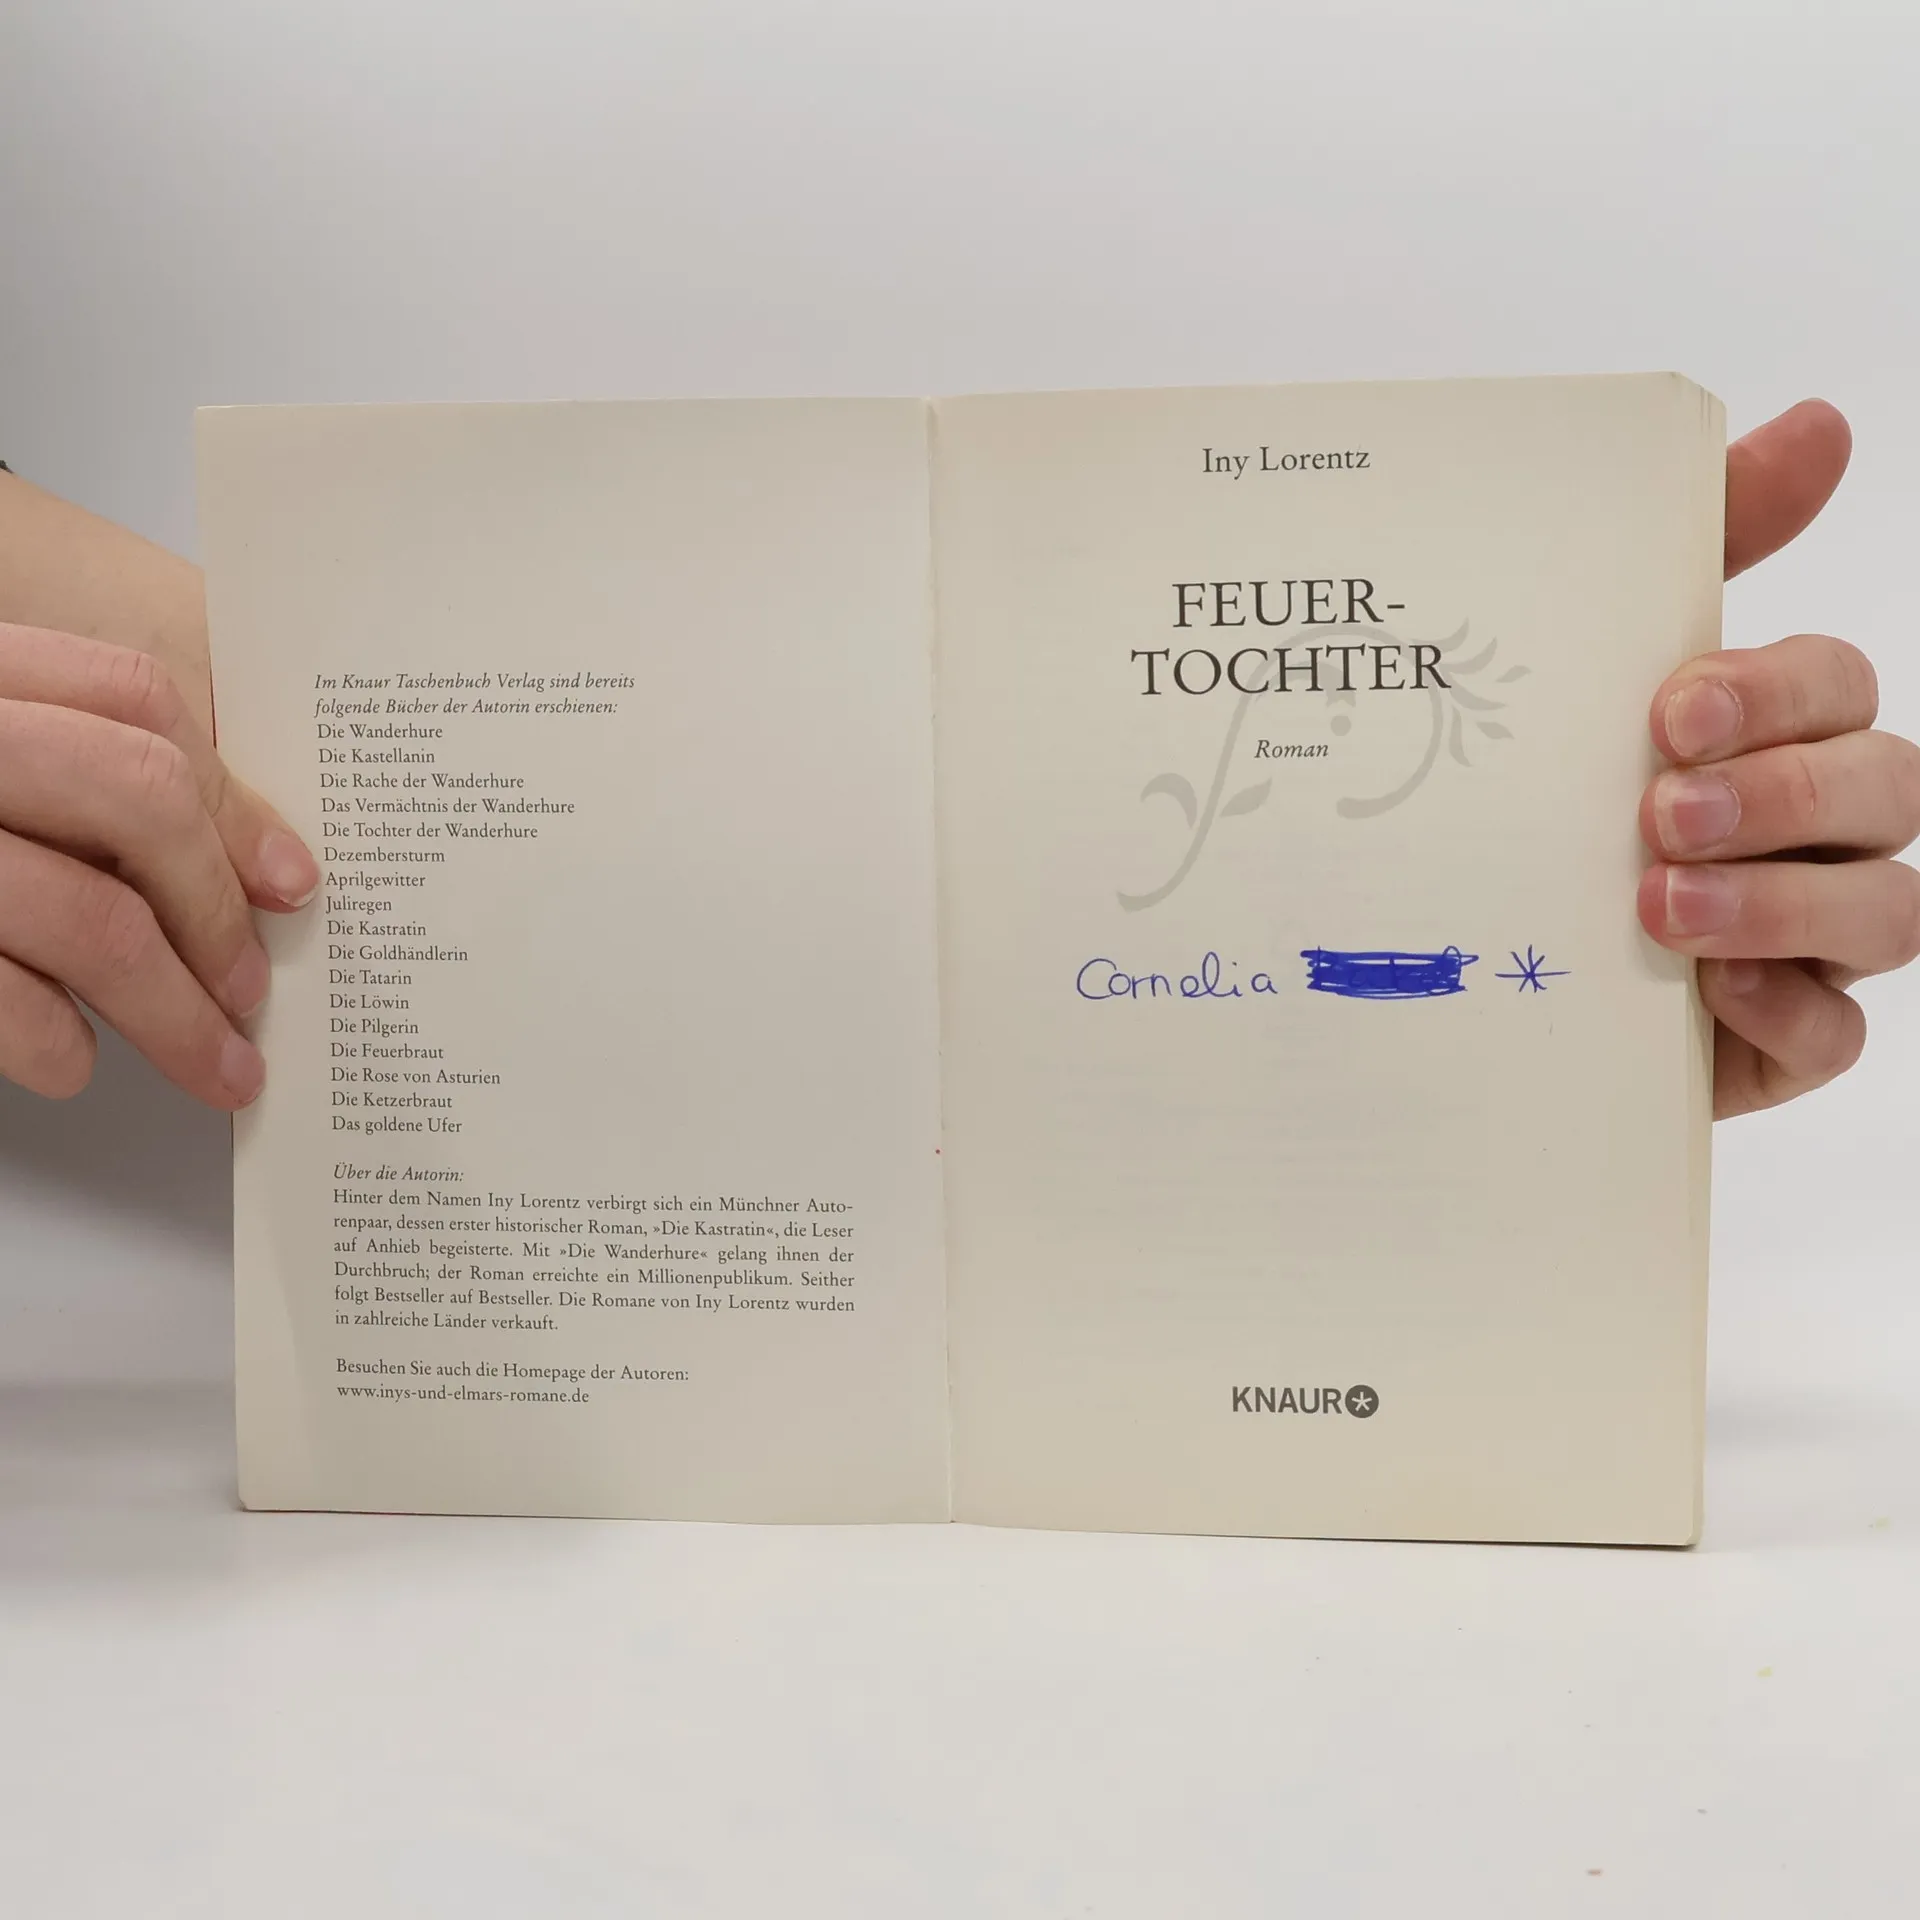 Im Knaur Taschenbuch Verlag sind bereits
folgende Bücher der Autorin erschienen:
Die Wanderhure
Die Kastellanin
Die Rache der Wanderhure
Das Vermächtnis der Wanderhure
Die Tochter der Wanderhure
Dezembersturm
Aprilgewitter
Juliregen
Die Kastratin
Die Goldhändlerin
Die Tatarin
Die Löwin
Die Pilgerin
Die Feuerbraut
Die Rose von Asturien
Die Ketzerbraut
Das goldene Ufer
Über die Autorin:
Hinter dem Namen Iny Lorentz verbirgt sich ein Münchner Auto-
renpaar, dessen erster historischer Roman, »Die Kastratin«, die Leser
auf Anhieb begeisterte. Mit »Die Wanderhure« gelang ihnen der
Durchbruch; der Roman erreichte ein Millionenpublikum. Seither
folgt Bestseller auf Bestseller. Die Romane von Iny Lorentz wurden
in zahlreiche Länder verkauft.
Besuchen Sie auch die Homepage der Autoren:
www.inys-und-elmars-romane.de
Iny Lorentz
FEUER-
TOCHTER
Roman
Cornelia
KNAUR